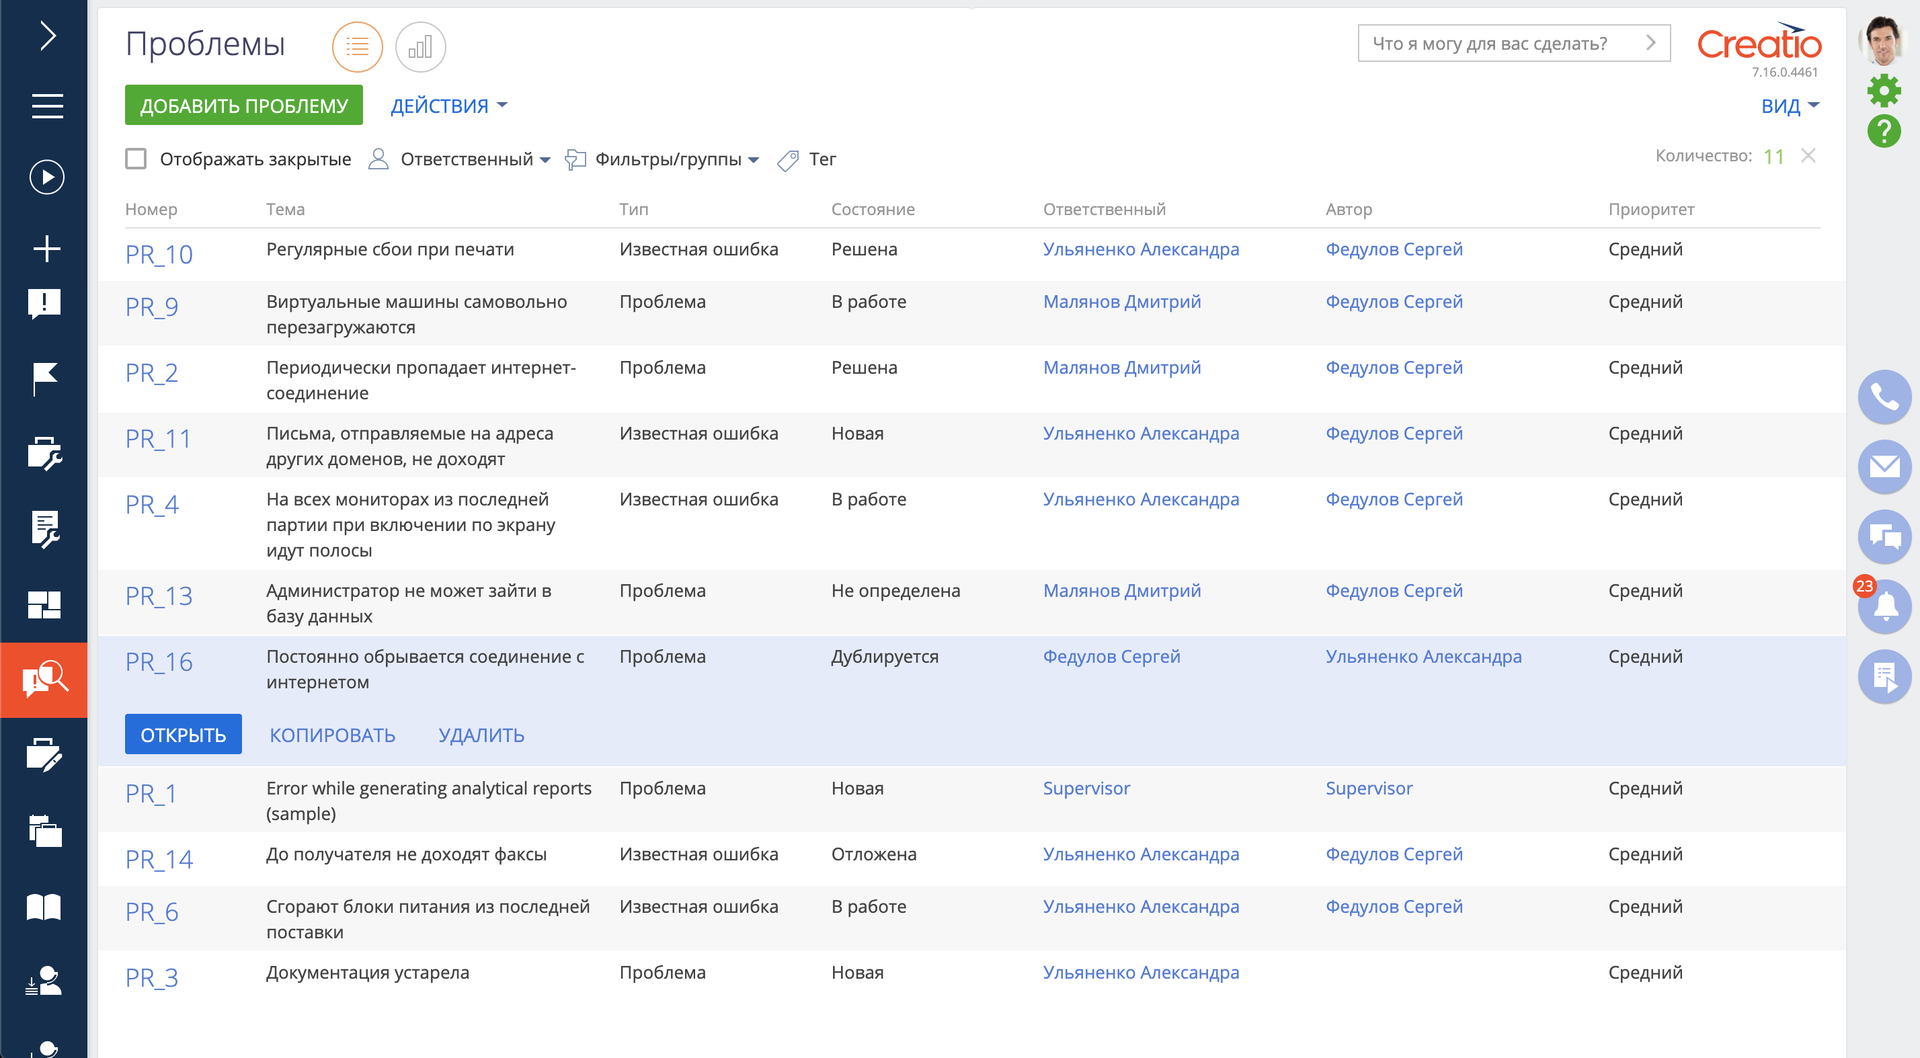 Проблемы
Что я могу для вас сделать?
Creatio
7.16.0.4461
ДОБАВИТЬ ПРОБЛЕМУ
ДЕЙСТВИЯ
ВИД
Отображать закрытые
Ответственный
Фильтры/группы
Тег
Количество: 11
Номер Тема Тип Состояние Ответственный Автор Приоритет
PR_10 Регулярные сбои при печати Известная ошибка Решена Ульяненко Александра Федулов Сергей Средний
PR_9 Виртуальные машины самовольно Проблема В работе Малянов Дмитрий Федулов Сергей Средний
перезагружаются
PR_2 Периодически пропадает интернет- Проблема Решена Малянов Дмитрий Федулов Сергей Средний
соединение
PR_11 Письма, отправляемые на адреса Известная ошибка Новая Ульяненко Александра Федулов Сергей Средний
других доменов, не доходят
PR_4 На всех мониторах из последней Известная ошибка В работе Ульяненко Александра Федулов Сергей Средний
партии при включении по экрану
идут полосы
PR_13 Администратор не может зайти в Проблема Не определена Малянов Дмитрий Федулов Сергей Средний
базу данных
PR_16 Постоянно обрывается соединение с Проблема Дублируется Федулов Сергей Ульяненко Александра Средний
интернетом
ОТКРЫТЬ КОПИРОВАТЬ УДАЛИТЬ
PR_1 Error while generating analytical reports Проблема Новая Supervisor Supervisor Средний
(sample)
PR_14 До получателя не доходят факсы Известная ошибка Отложена Ульяненко Александра Федулов Сергей Средний
PR_6 Сгорают блоки питания из последней Известная ошибка В работе Ульяненко Александра Федулов Сергей Средний
поставки
PR_3 Документация устарела Проблема Новая Ульяненко Александра Средний
23